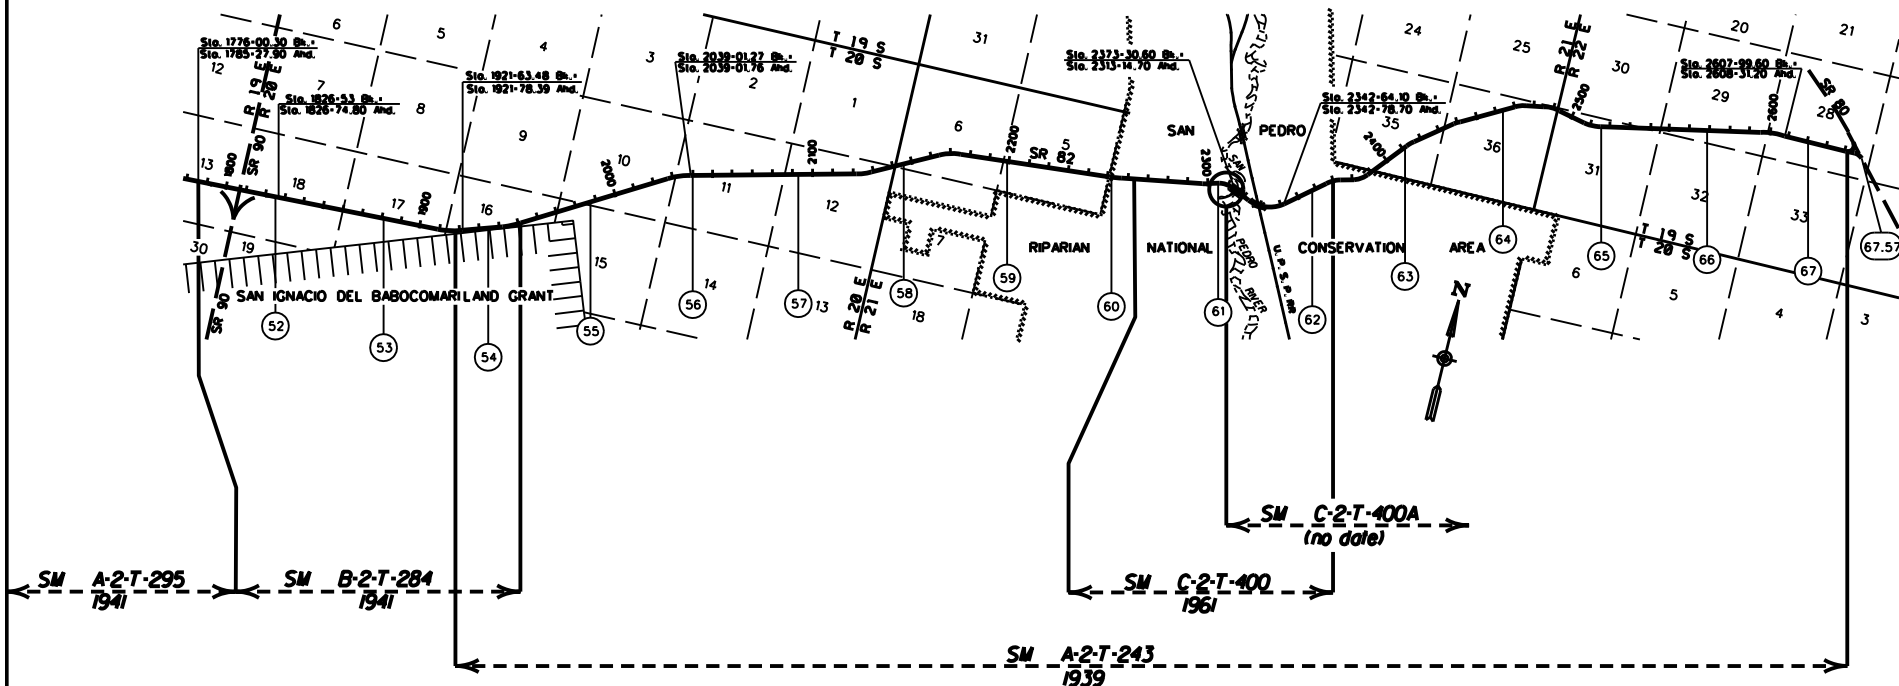 6
5
4
3
2
1
31
24
25
30
20
21
29
28
T 19 S
T 20 S
R 21 E
R 22 E
R 19 E
R 20 E
SR 90
SR 80
12
7
8
9
10
6
5
35
36
31
32
33
13
18
17
16
11
12
30
19
15
14
13
7
18
6
5
4
3
Sta. 1776+00.30 Bk.=
Sta. 1785+27.90 Ahd.
Sta. 1826+53 Bk.=
Sta. 1826+74.80 Ahd.
Sta. 1921+63.48 Bk.=
Sta. 1921+78.39 Ahd.
Sta. 2039+01.27 Bk.=
Sta. 2039+01.76 Ahd.
Sta. 2373+30.60 Bk.=
Sta. 2313+14.70 Ahd.
Sta. 2342+64.10 Bk.=
Sta. 2342+78.70 Ahd.
Sta. 2607+99.60 Bk.=
Sta. 2608+31.20 Ahd.
1800
1900
2000
2100
2200
2300
2400
2500
2600
SR 82
SAN PEDRO
RIPARIAN NATIONAL CONSERVATION AREA
SAN PEDRO RIVER
U. P. S. P. RR
T 19 S
T 20 S
R 20 E
R 21 E
SR 90
SAN IGNACIO DEL BABOCOMARI LAND GRANT
52
53
54
55
56
57
58
59
60
61
62
63
64
65
66
67
67.57
N
SM C-2-T-400A
(no date)
SM A-2-T-295
1941
SM B-2-T-284
1941
SM C-2-T-400
1961
SM A-2-T-243
1939